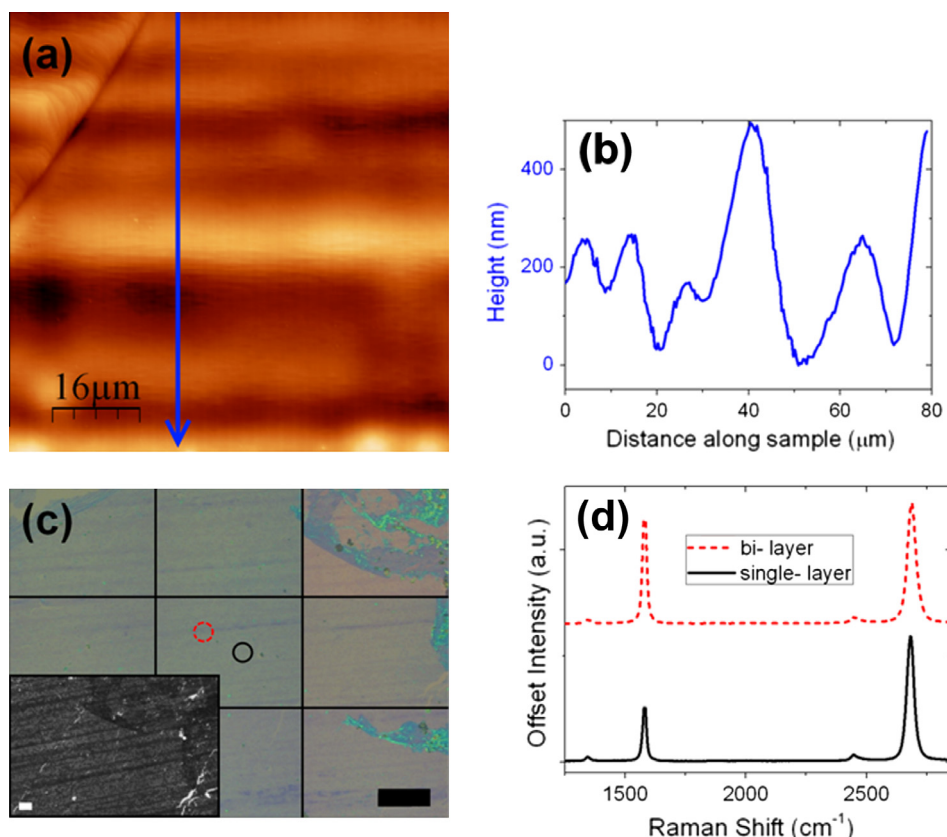 (a)
16μm
(b)
Height (nm)
400
200
0
0 20 40 60 80
Distance along sample (μm)
(c)
(d)
Offset Intensity (a.u.)
bi- layer
single- layer
1500 2000 2500
Raman Shift (cm⁻¹)